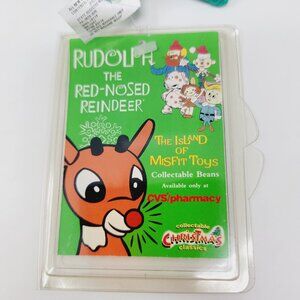 RUDOLPH
THE
RED-NOSED
REINDEER
THE ISLAND
OF
MISFIT TOYS
Collectable Beans
Available only at
CVS/pharmacy
collectable
CHRISTMAS
classics